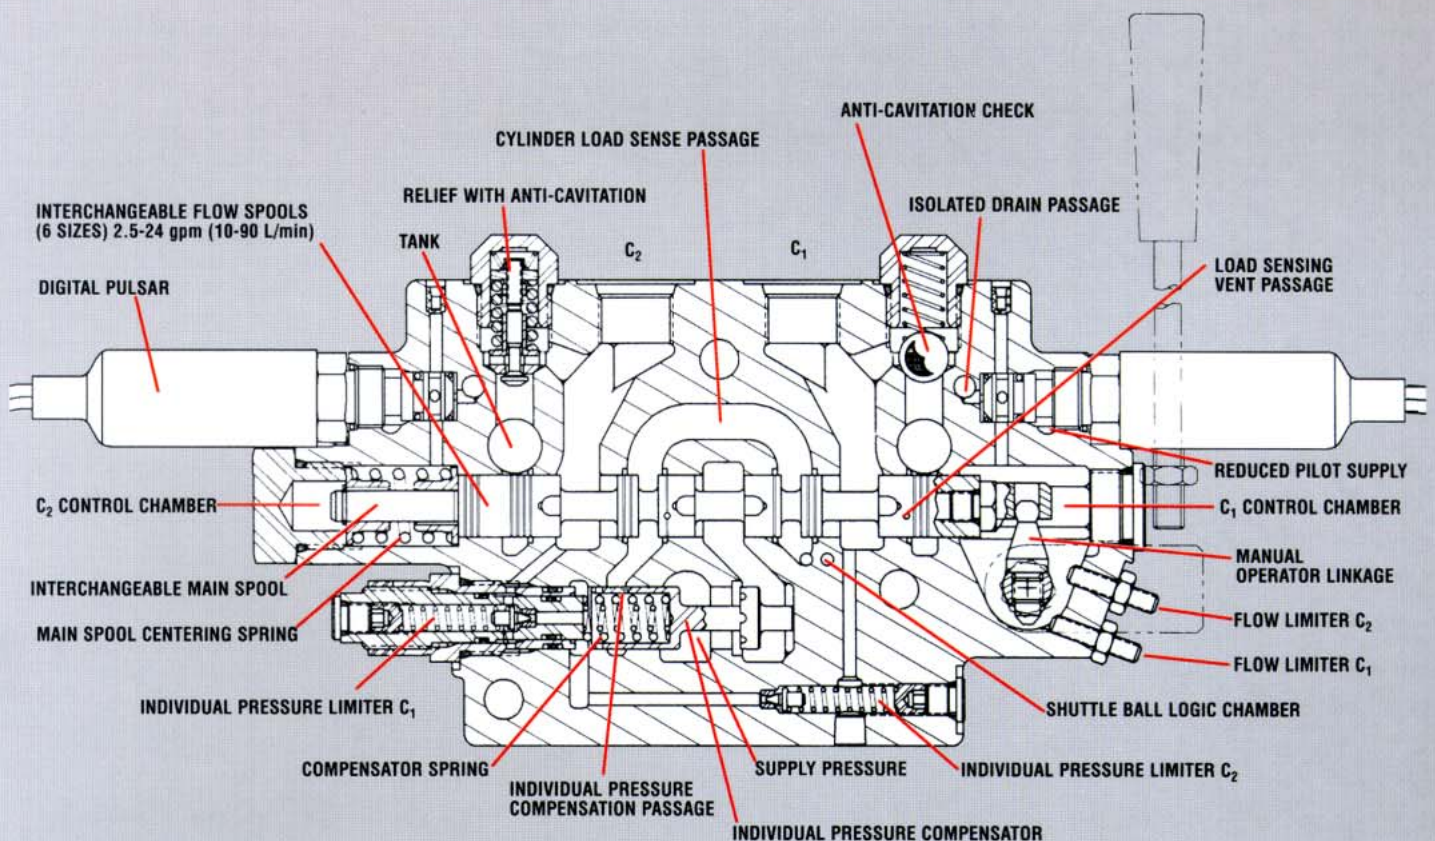 ANTI-CAVITATION CHECK
CYLINDER LOAD SENSE PASSAGE
RELIEF WITH ANTI-CAVITATION
ISOLATED DRAIN PASSAGE
INTERCHANGEABLE FLOW SPOOLS
(6 SIZES) 2.5-24 gpm (10-90 L/min)
TANK
C₂
C₁
LOAD SENSING
VENT PASSAGE
DIGITAL PULSAR
REDUCED PILOT SUPPLY
C₂ CONTROL CHAMBER
C₁ CONTROL CHAMBER
MANUAL
OPERATOR LINKAGE
INTERCHANGEABLE MAIN SPOOL
FLOW LIMITER C₂
MAIN SPOOL CENTERING SPRING
FLOW LIMITER C₁
INDIVIDUAL PRESSURE LIMITER C₁
SHUTTLE BALL LOGIC CHAMBER
COMPENSATOR SPRING
SUPPLY PRESSURE
INDIVIDUAL PRESSURE LIMITER C₂
INDIVIDUAL PRESSURE
COMPENSATION PASSAGE
INDIVIDUAL PRESSURE COMPENSATOR